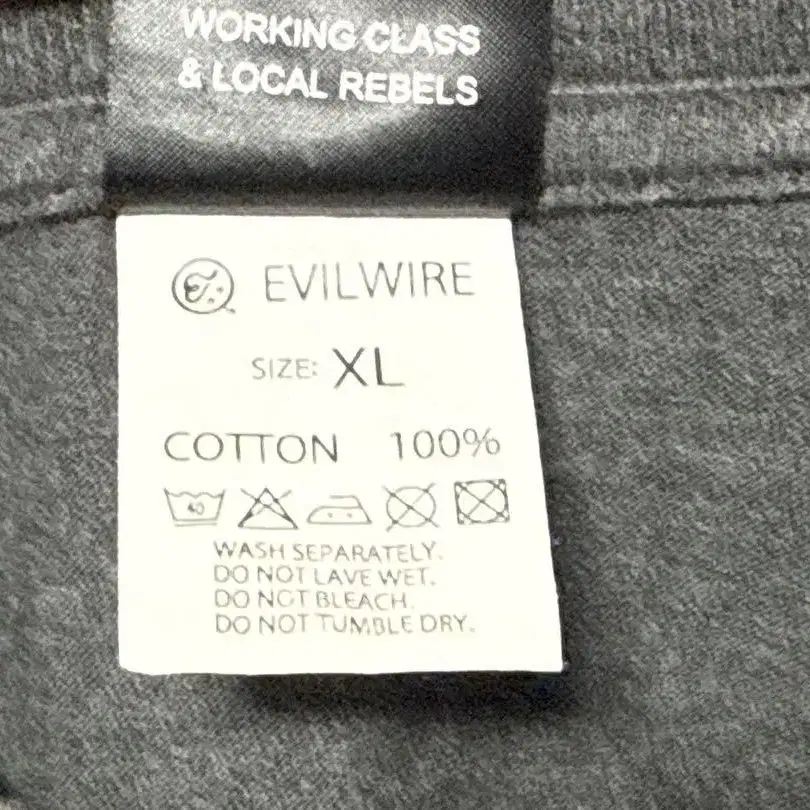 WORKING CLASS
& LOCAL REBELS
EVILWIRE
SIZE: XL
COTTON 100%
40
WASH SEPARATELY.
DO NOT LAVE WET.
DO NOT BLEACH.
DO NOT TUMBLE DRY.